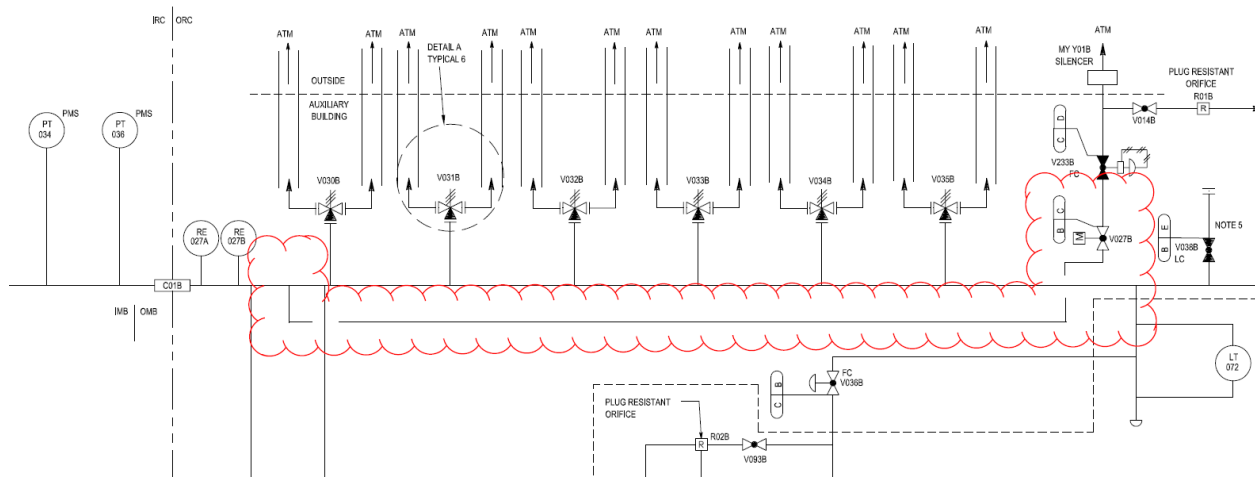 IRC
ORC
ATM
ATM
ATM
ATM
ATM
ATM
ATM
ATM
ATM
ATM
ATM
ATM
ATM
DETAIL A
TYPICAL 6
MY Y01B
SILENCER
PLUG RESISTANT
ORIFICE
R01B
R
V014B
OUTSIDE
AUXILIARY
BUILDING
PT
034
PMS
PT
036
PMS
C D
V233B
FC
V030B
V031B
V032B
V033B
V034B
V035B
B C
M
V027B
B E
V038B
LC
NOTE 5
RE
027A
RE
027B
C01B
IMB
OMB
LT
072
FC
V036B
C B
PLUG RESISTANT
ORIFICE
R02B
R
V093B